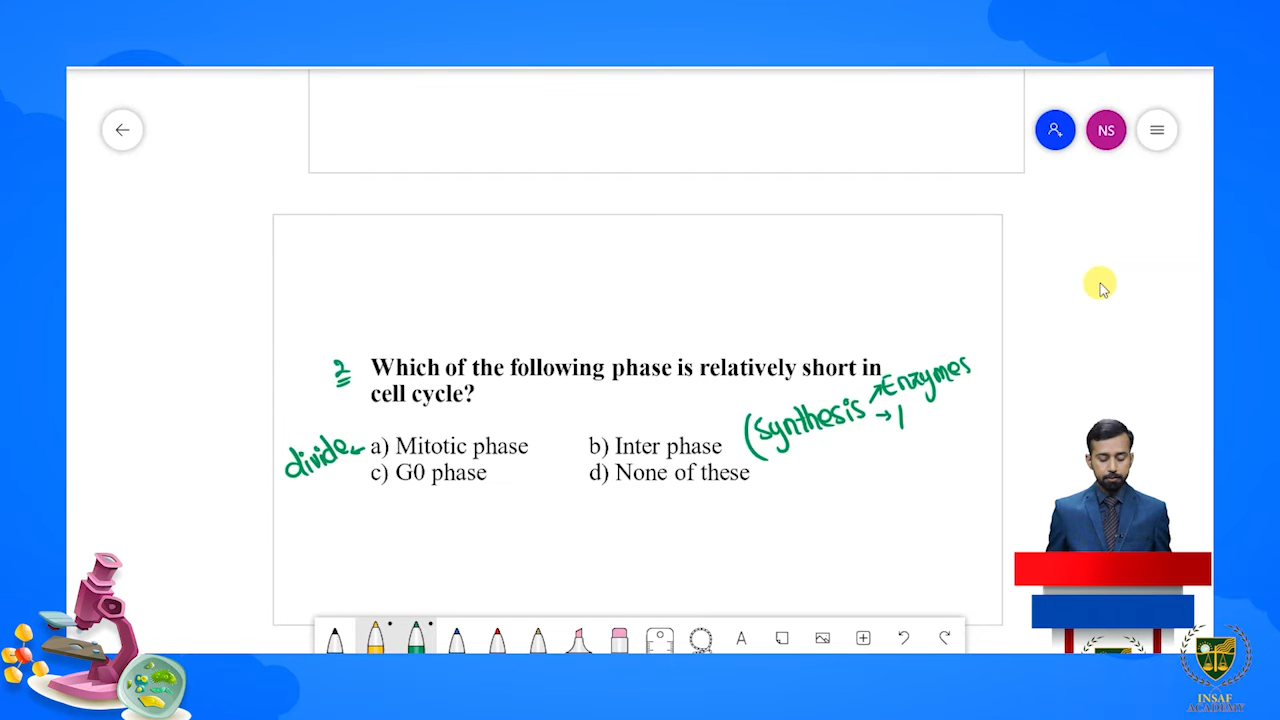 NS
2 Which of the following phase is relatively short in
cell cycle?
Enzymes
(Synthesis
divide a) Mitotic phase b) Inter phase
c) G0 phase d) None of these
A
INSAF
ACADEMY